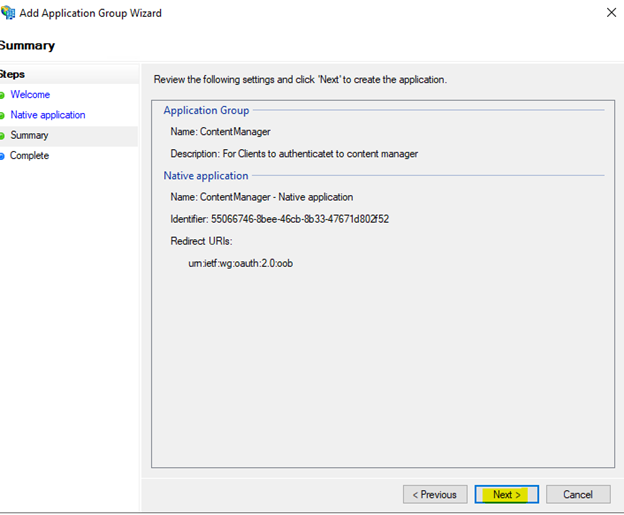 Add Application Group Wizard
Summary
Steps
Welcome
Native application
Summary
Complete
Review the following settings and click 'Next' to create the application.
Application Group
Name: ContentManager
Description: For Clients to authenticatet to content manager
Native application
Name: ContentManager - Native application
Identifier: 55066746-8bee-46cb-8b33-47671d802f52
Redirect URIs:
urn:ietf:wg:oauth:2.0:oob
< Previous
Next >
Cancel